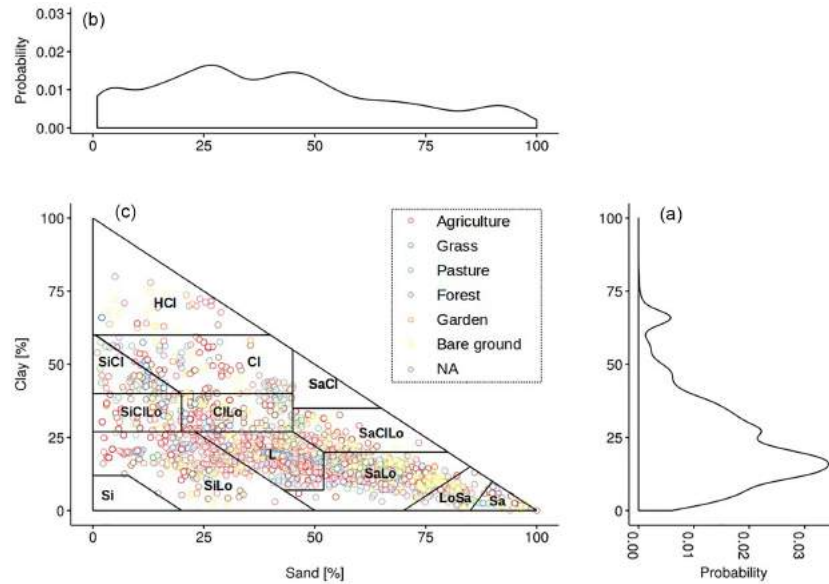 (b)
Probability
0.03
0.02
0.01
0.00
0 25 50 75 100
(c)
Clay [%]
100
75
50
25
0
Agriculture
Grass
Pasture
Forest
Garden
Bare ground
NA
HCl
SiCl
Cl
SaCl
SiClLo
ClLo
SaClLo
L
SaLo
SiLo
Si
LoSa
Sa
0 25 50 75 100
Sand [%]
(a)
100
75
50
25
0
0.00 0.01 0.02 0.03
Probability